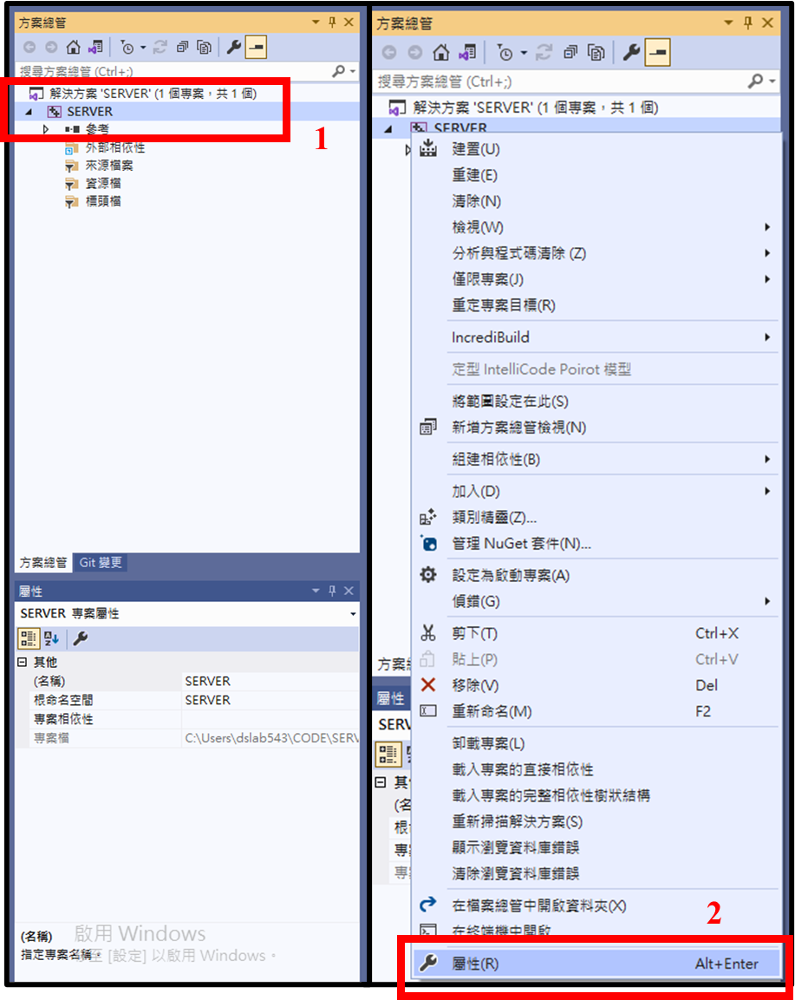 方案總管
搜尋方案總管 (Ctrl+;)
解決方案 'SERVER' (1 個專案，共 1 個)
SERVER
參考
外部相依性
來源檔案
資源檔
標頭檔
1
方案總管 Git 變更
屬性
SERVER 專案屬性
其他
(名稱) SERVER
根命名空間 SERVER
專案相依性
專案檔 C:\Users\dslab543\CODE\SERV
(名稱)
指定專案名稱。
啟用 Windows
移至 [設定] 以啟用 Windows。
方案總管
搜尋方案總管 (Ctrl+;)
解決方案 'SERVER' (1 個專案，共 1 個)
SERVER
建置(U)
重建(E)
清除(N)
檢視(W)
分析與程式碼清除 (Z)
僅限專案(J)
重定專案目標(R)
IncrediBuild
定型 IntelliCode Poirot 模型
將範圍設定在此(S)
新增方案總管檢視(N)
組建相依性(B)
加入(D)
類別精靈(Z)...
管理 NuGet 套件(N)...
設定為啟動專案(A)
偵錯(G)
剪下(T) Ctrl+X
貼上(P) Ctrl+V
移除(V) Del
重新命名(M) F2
卸載專案(L)
載入專案的直接相依性
載入專案的完整相依性樹狀結構
重新掃描解決方案(S)
顯示瀏覽資料庫錯誤
清除瀏覽資料庫錯誤
在檔案總管中開啟資料夾(X)
在終端機中開啟
2
屬性(R) Alt+Enter
方案
屬性
SERV
其
(名
根
專
專